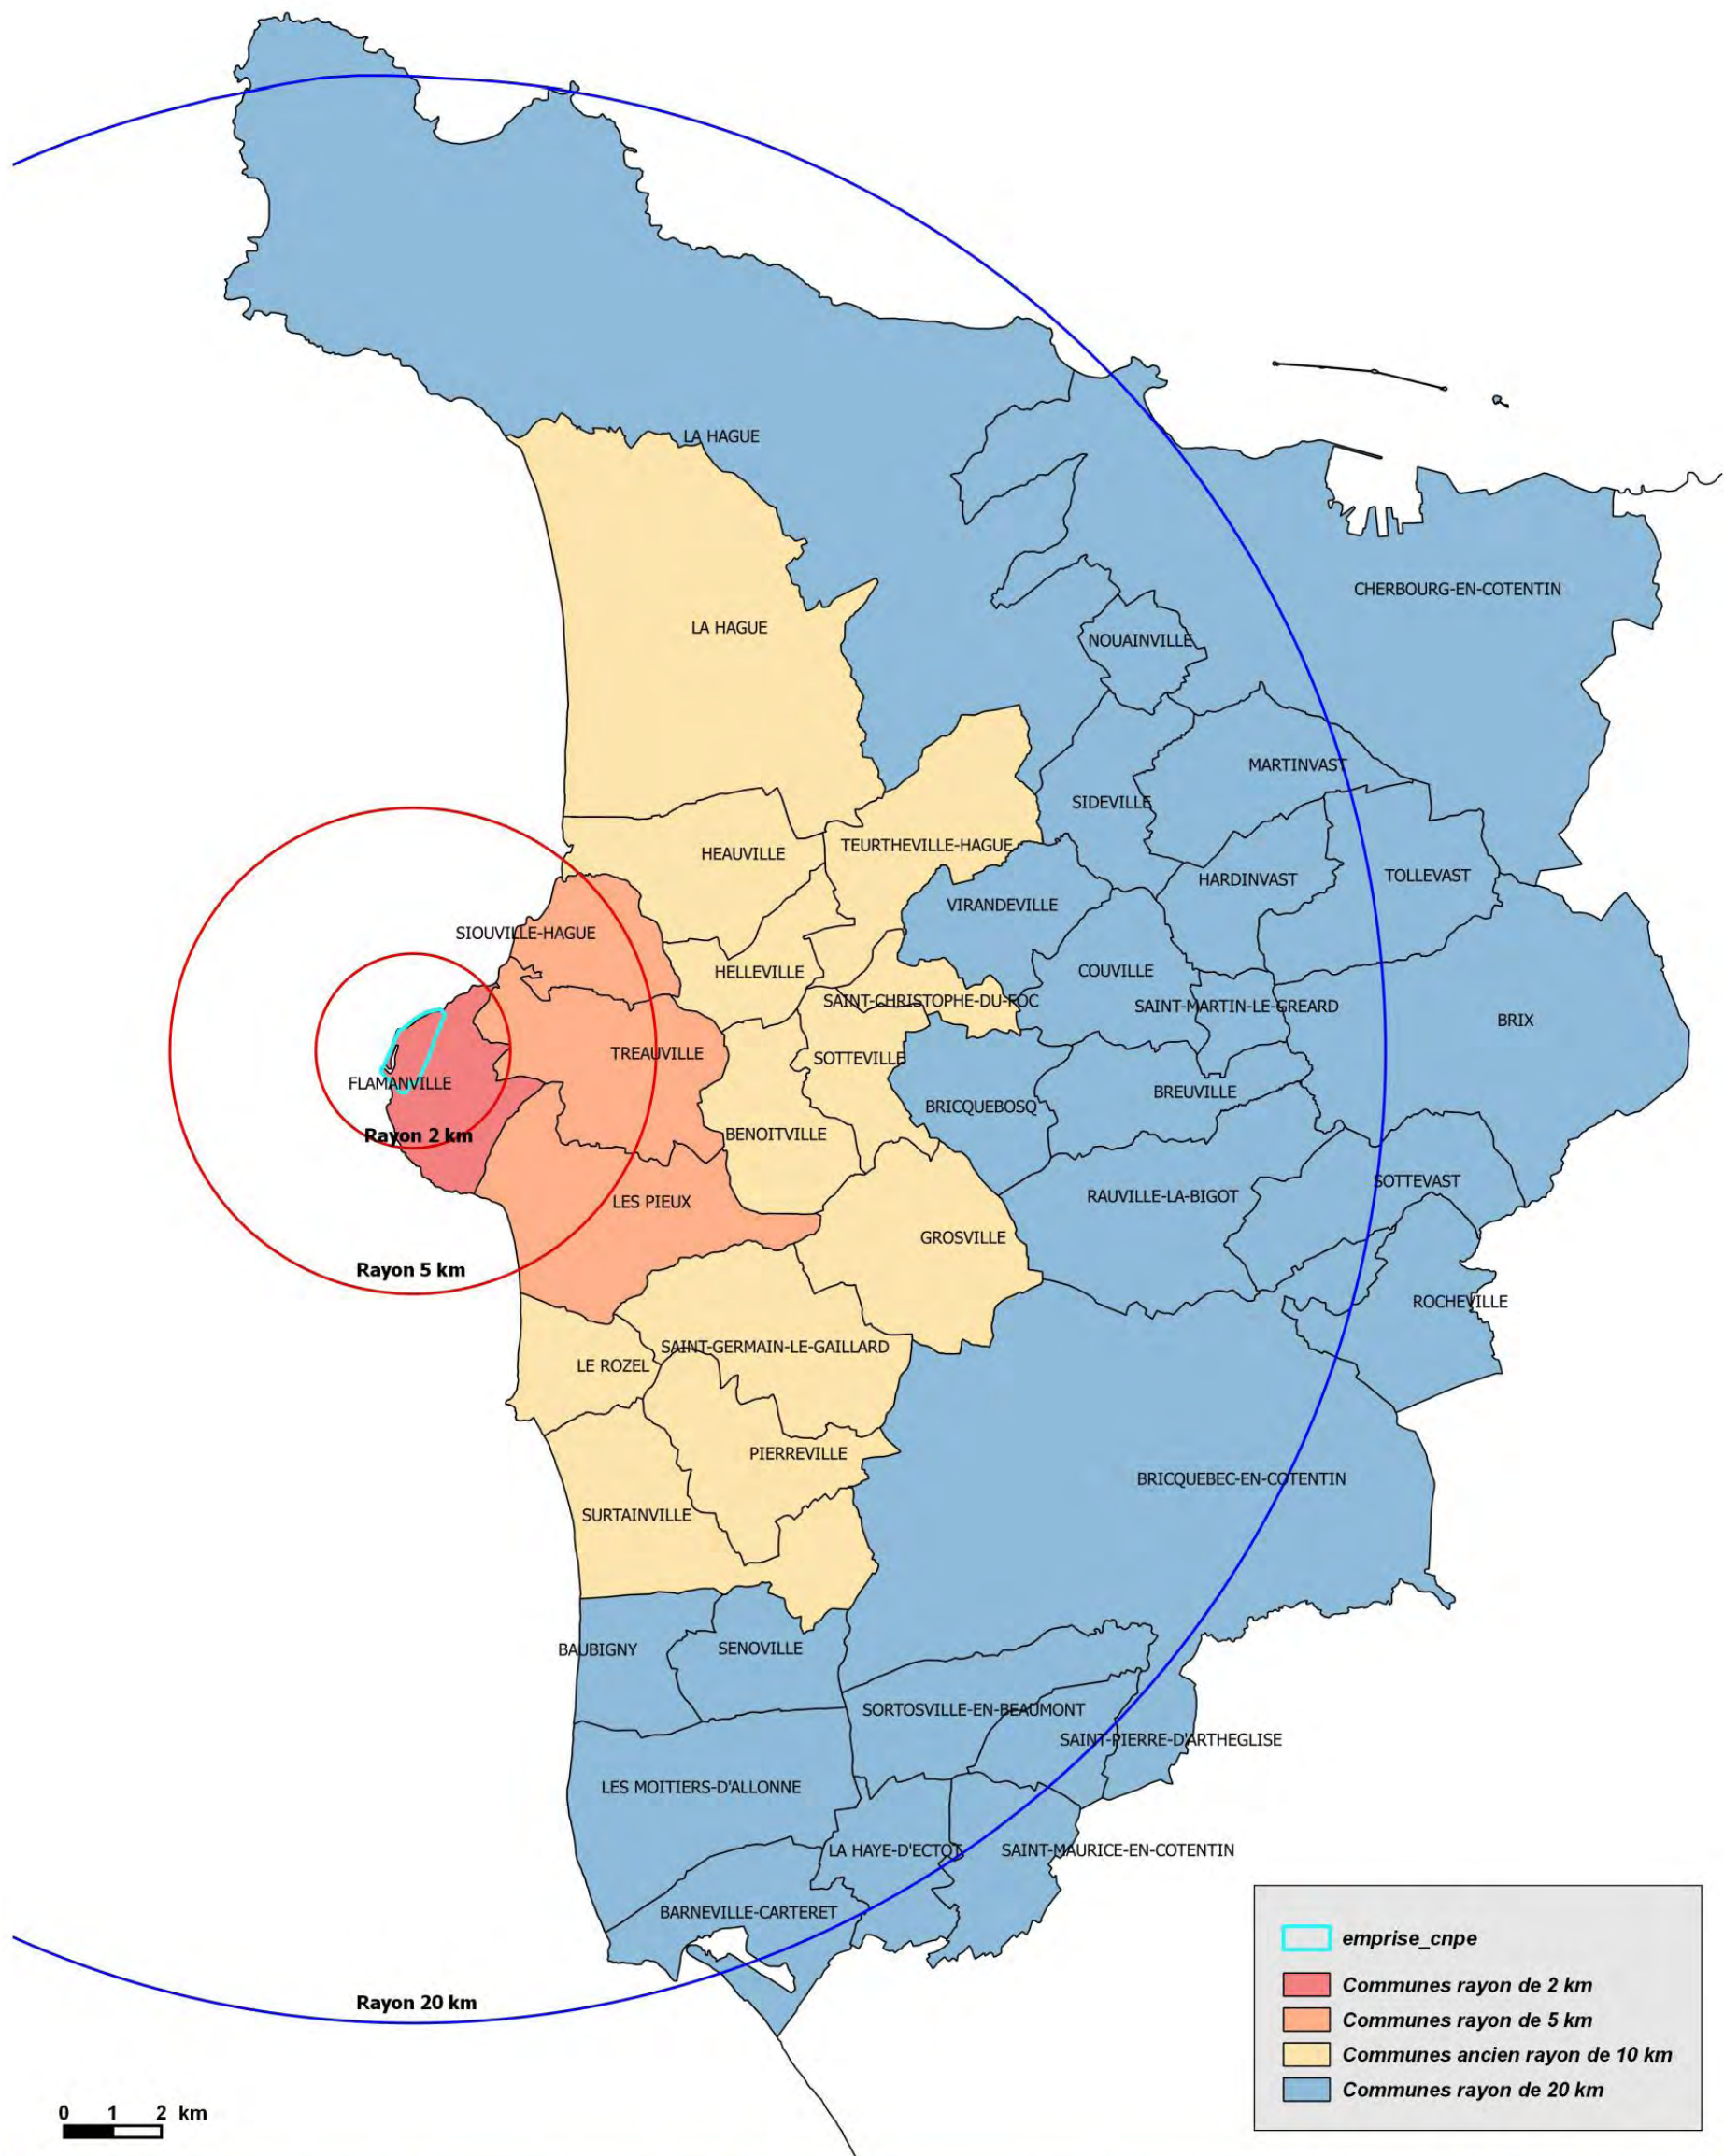 LA HAGUE
CHERBOURG-EN-COTENTIN
LA HAGUE
NOUAINVILLE
MARTINVAST
SIDEVILLE
TEURTHEVILLE-HAGUE
HEAUVILLE
TOLLEVAST
HARDINVAST
VIRANDEVILLE
SIOUVILLE-HAGUE
COUVILLE
HELLEVILLE
SAINT-CHRISTOPHE-DU-FOC
SAINT-MARTIN-LE-GREARD
BRIX
TREAUVILLE
SOTTEVILLE
FLAMANVILLE
BREUVILLE
BRICQUEBOSQ
Rayon 2 km
BENOITVILLE
SOTTEVAST
RAUVILLE-LA-BIGOT
LES PIEUX
GROSVILLE
Rayon 5 km
ROCHEVILLE
SAINT-GERMAIN-LE-GAILLARD
LE ROZEL
PIERREVILLE
BRICQUEBEC-EN-COTENTIN
SURTAINVILLE
BAUBIGNY
SENOVILLE
SORTOSVILLE-EN-BEAUMONT
SAINT-PIERRE-D'ARTHEGLISE
LES MOITIERS-D'ALLONNE
LA HAYE-D'ECTOT
SAINT-MAURICE-EN-COTENTIN
BARNEVILLE-CARTERET
Rayon 20 km
emprise_cnpe
Communes rayon de 2 km
Communes rayon de 5 km
Communes ancien rayon de 10 km
Communes rayon de 20 km
0 1 2 km